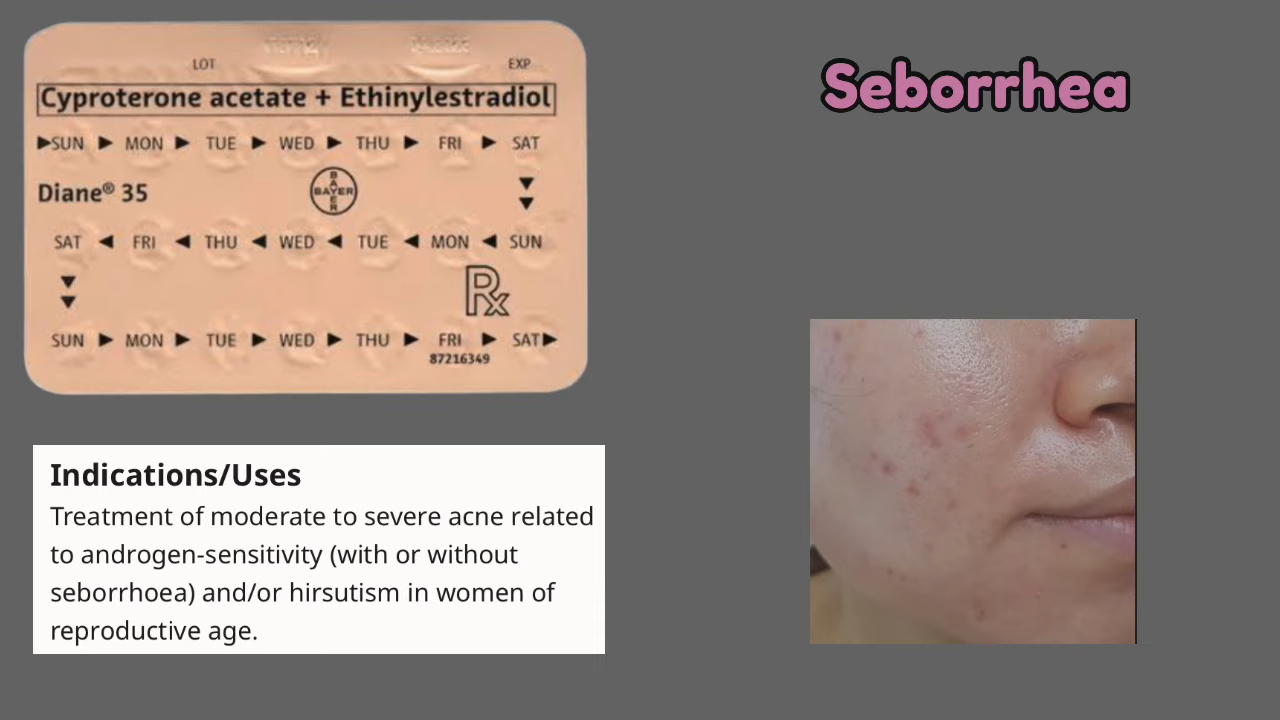 LOT EXP
Cyproterone acetate + Ethinylestradiol
▶SUN ▶ MON ▶ TUE ▶ WED ▶ THU ▶ FRI ▶ SAT
Diane® 35
BAYER
BAYER
SAT ◀ FRI ◀ THU ◀ WED ◀ TUE ◀ MON ◀ SUN
Rx
SUN ▶ MON ▶ TUE ▶ WED ▶ THU ▶ FRI ▶ SAT▶
87216349
Seborrhea
Indications/Uses
Treatment of moderate to severe acne related
to androgen-sensitivity (with or without
seborrhoea) and/or hirsutism in women of
reproductive age.